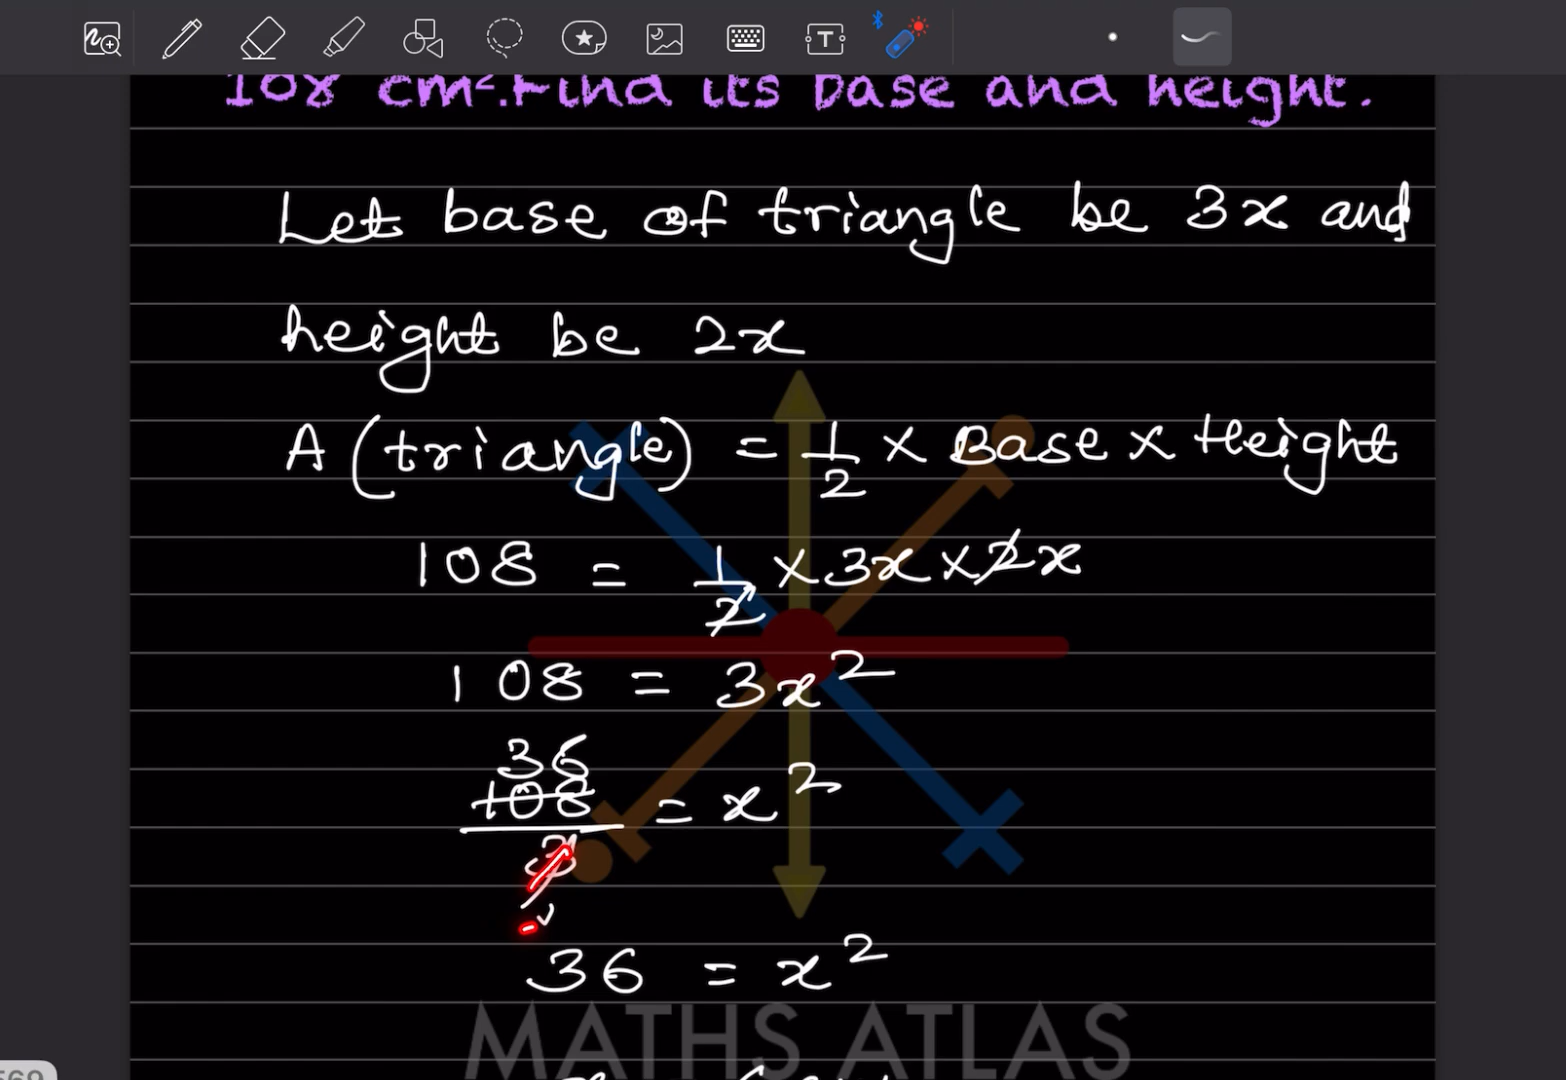 108 cm². Find its base and height.
Let base of triangle be 3x and
height be 2x
A (triangle) = 1/2 × Base × Height
108 = 1/2 × 3x × 2x
108 = 3x²
36
108/3 = x²
36 = x²
MATHS ATLAS
569